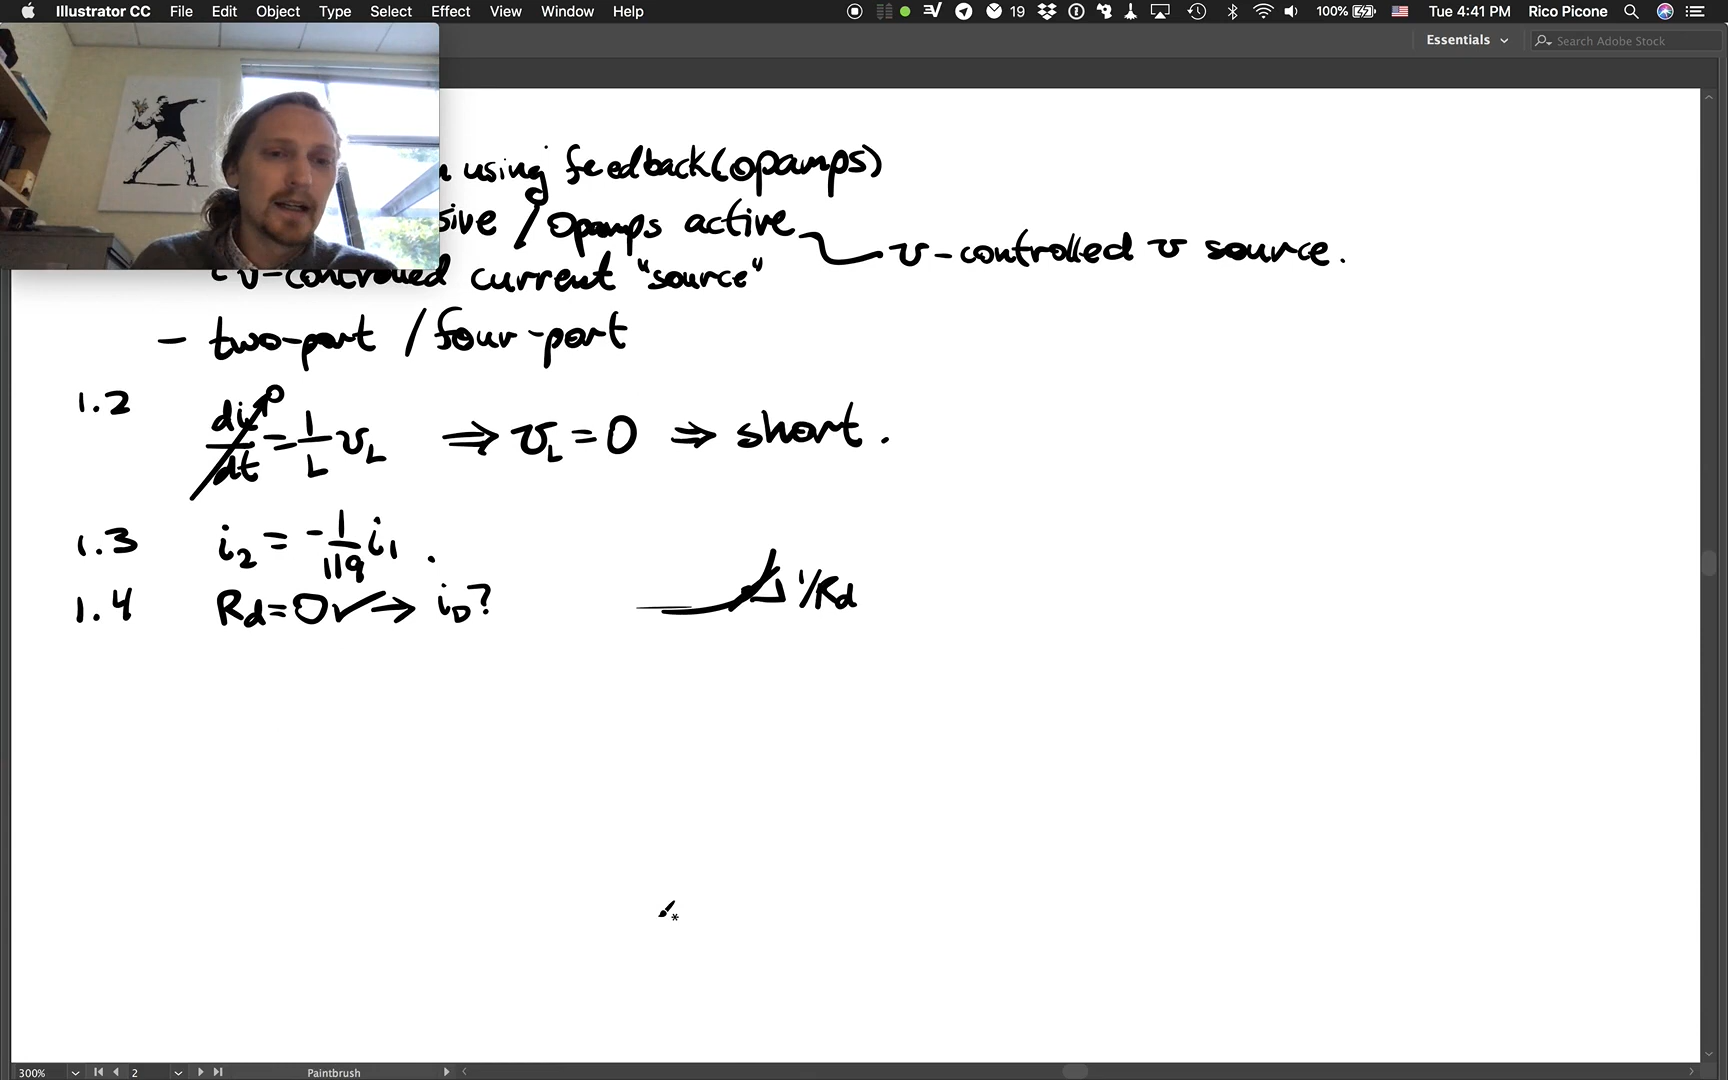 Illustrator CC File Edit Object Type Select Effect View Window Help 19 100% Tue 4:41 PM Rico Picone
Essentials Search Adobe Stock
using feedback (opamps)
/ opamps active
v-controlled v source.
v-controlled current "source"
- two-port / four-port
1.2 di/dt 0 = 1/L vL ⇒ vL = 0 ⇒ short.
1.3 i2 = -1/119 i1.
1.4 Rd = 0 ✓ → iD? 1/Rd
300% 2 Paintbrush